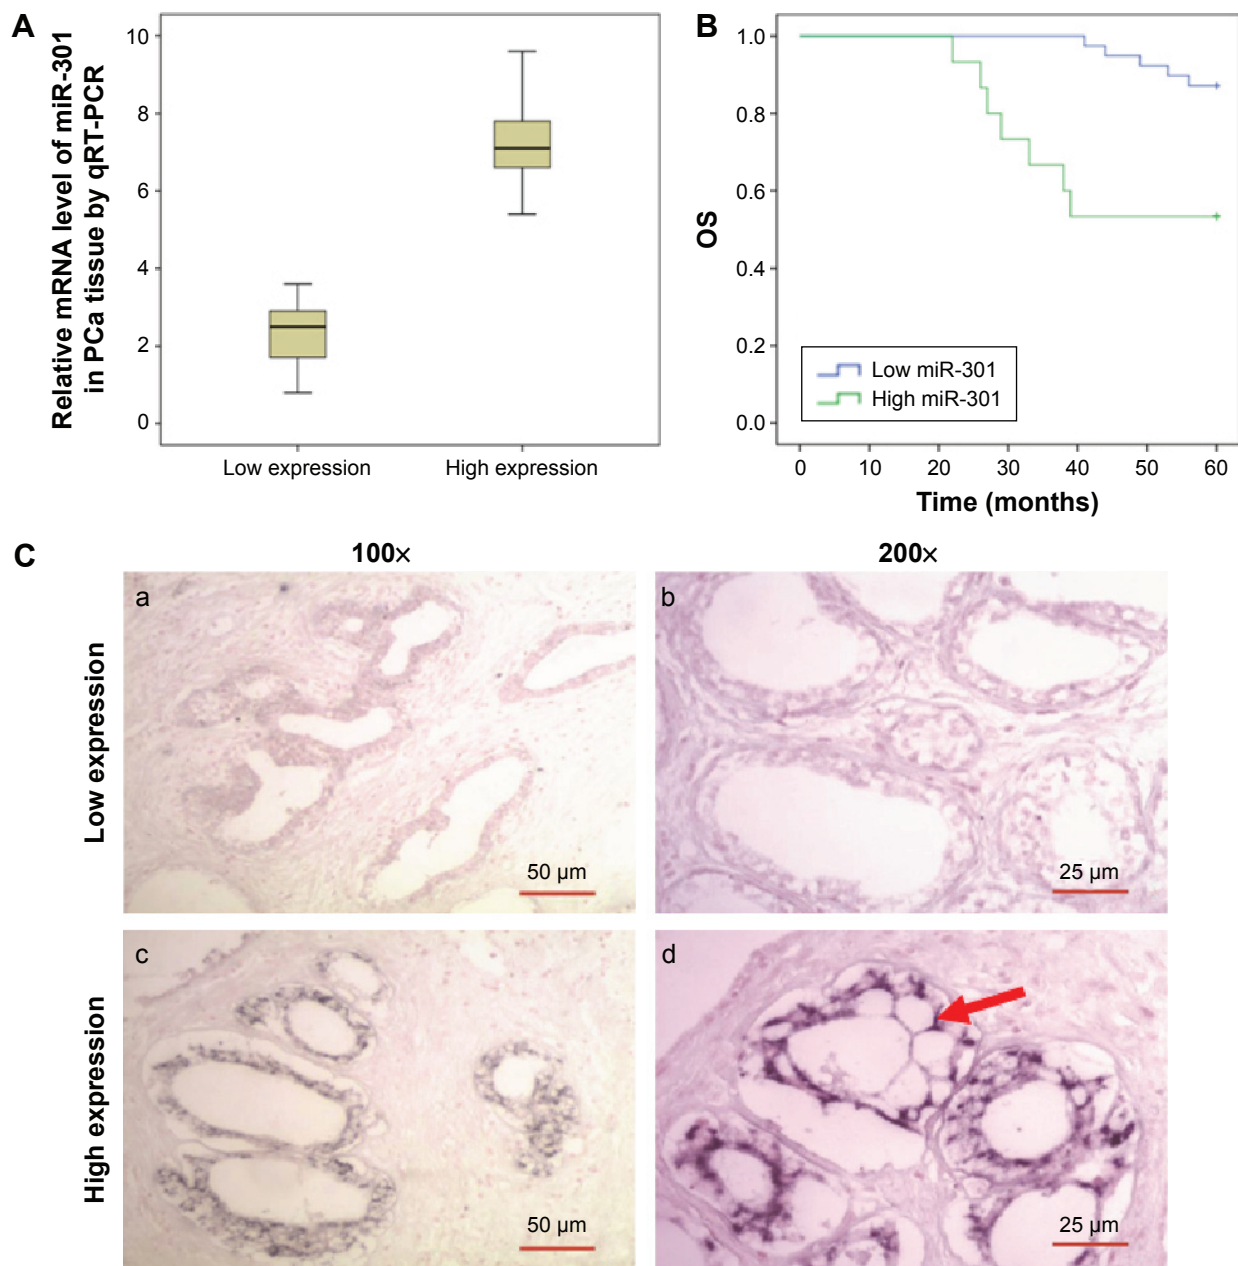 A
Relative mRNA level of miR-301
in PCa tissue by qRT-PCR
10
8
6
4
2
0
Low expression
High expression
B
OS
1.0
0.8
0.6
0.4
0.2
0.0
Low miR-301
High miR-301
0
10
20
30
40
50
60
Time (months)
C
100×
200×
Low expression
a
50 µm
b
25 µm
High expression
c
50 µm
d
25 µm